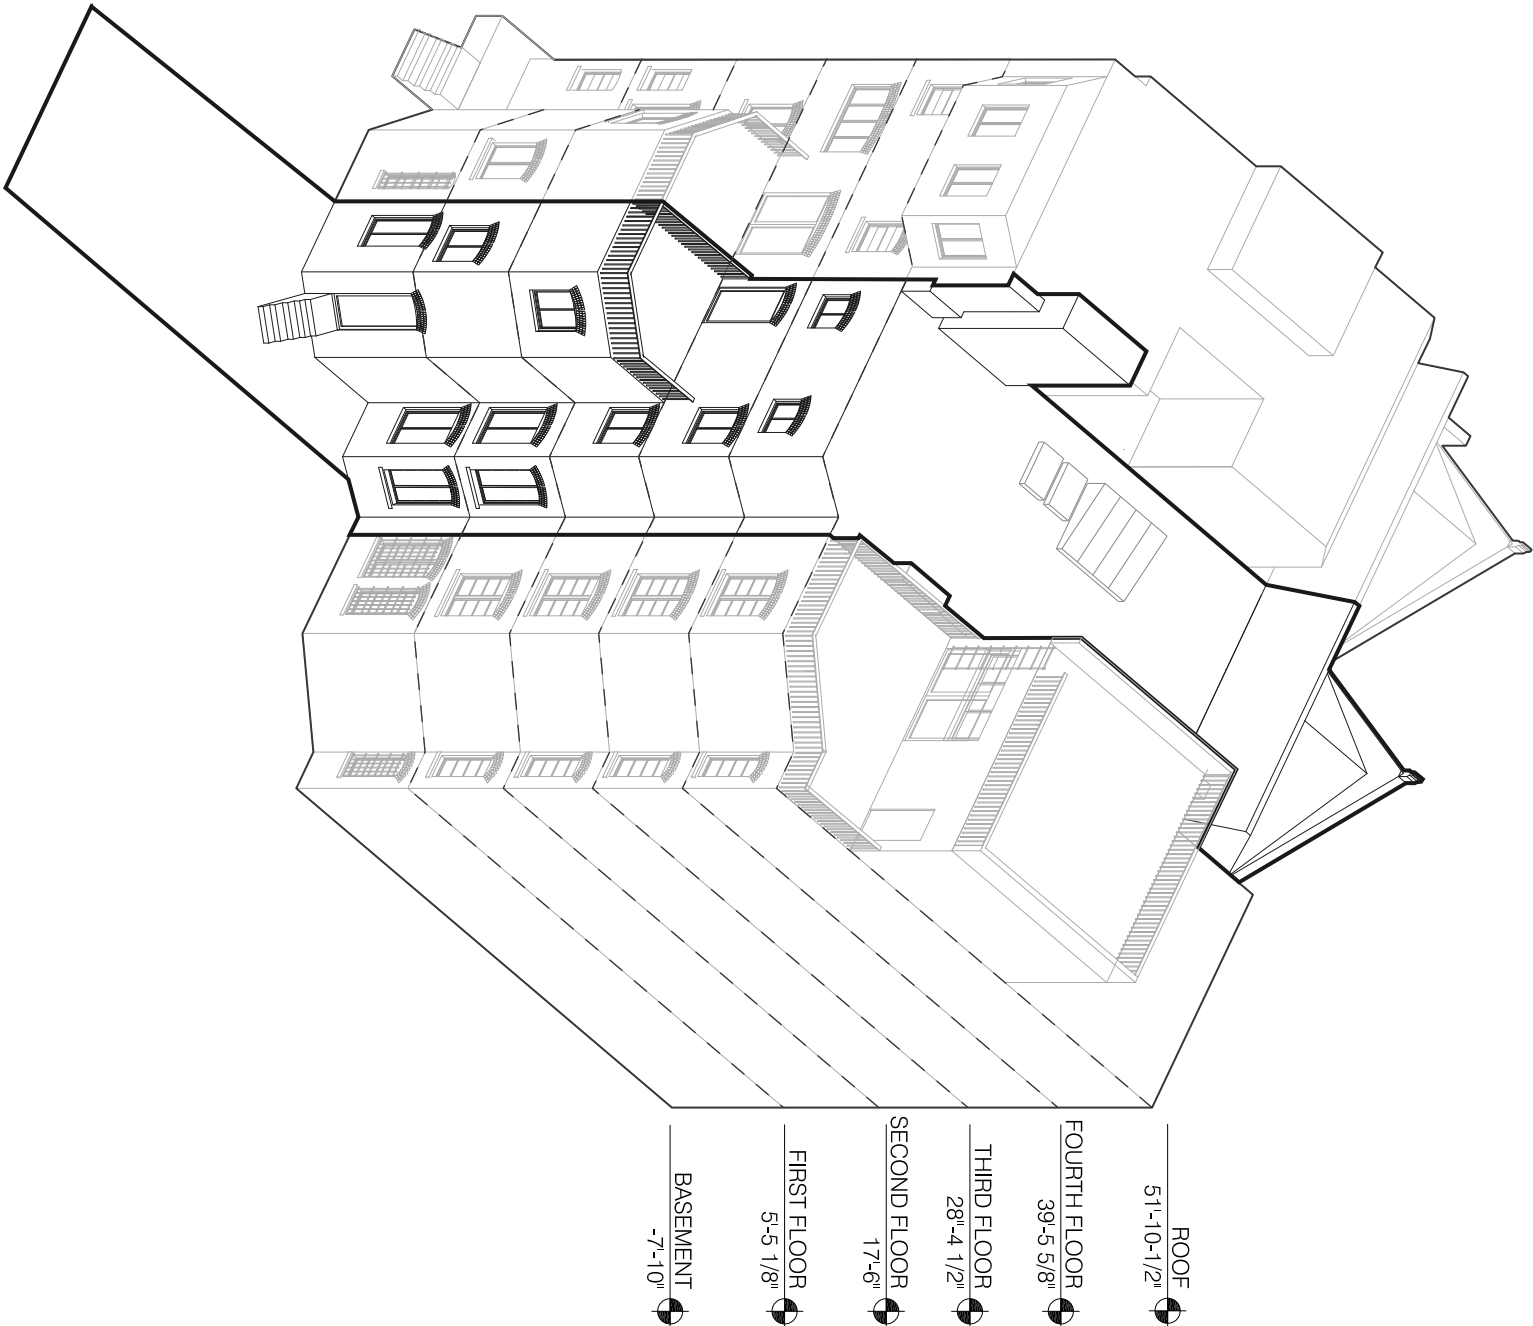 ROOF
51'-10-1/2"
FOURTH FLOOR
39'-5 5/8"
THIRD FLOOR
28"-4 1/2"
SECOND FLOOR
17'-6"
FIRST FLOOR
5'-5 1/8"
BASEMENT
-7'-10"